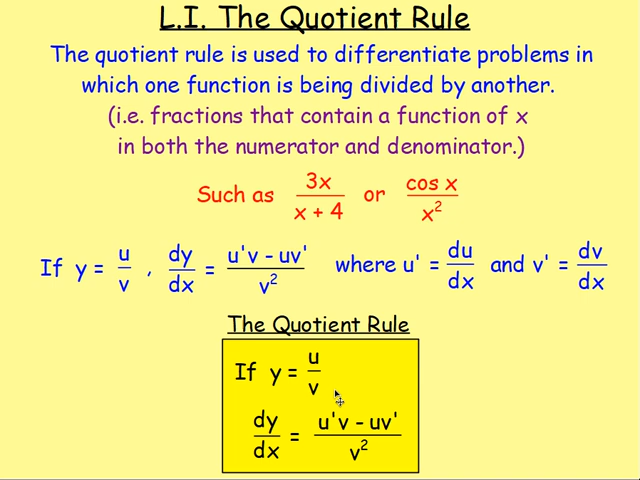 L.I. The Quotient Rule
The quotient rule is used to differentiate problems in
which one function is being divided by another.
(i.e. fractions that contain a function of x
in both the numerator and denominator.)
Such as 3x / x + 4 or cos x / x²
If y = u / v , dy / dx = u'v - uv' / v² where u' = du / dx and v' = dv / dx
The Quotient Rule
If y = u / v
dy / dx = u'v - uv' / v²